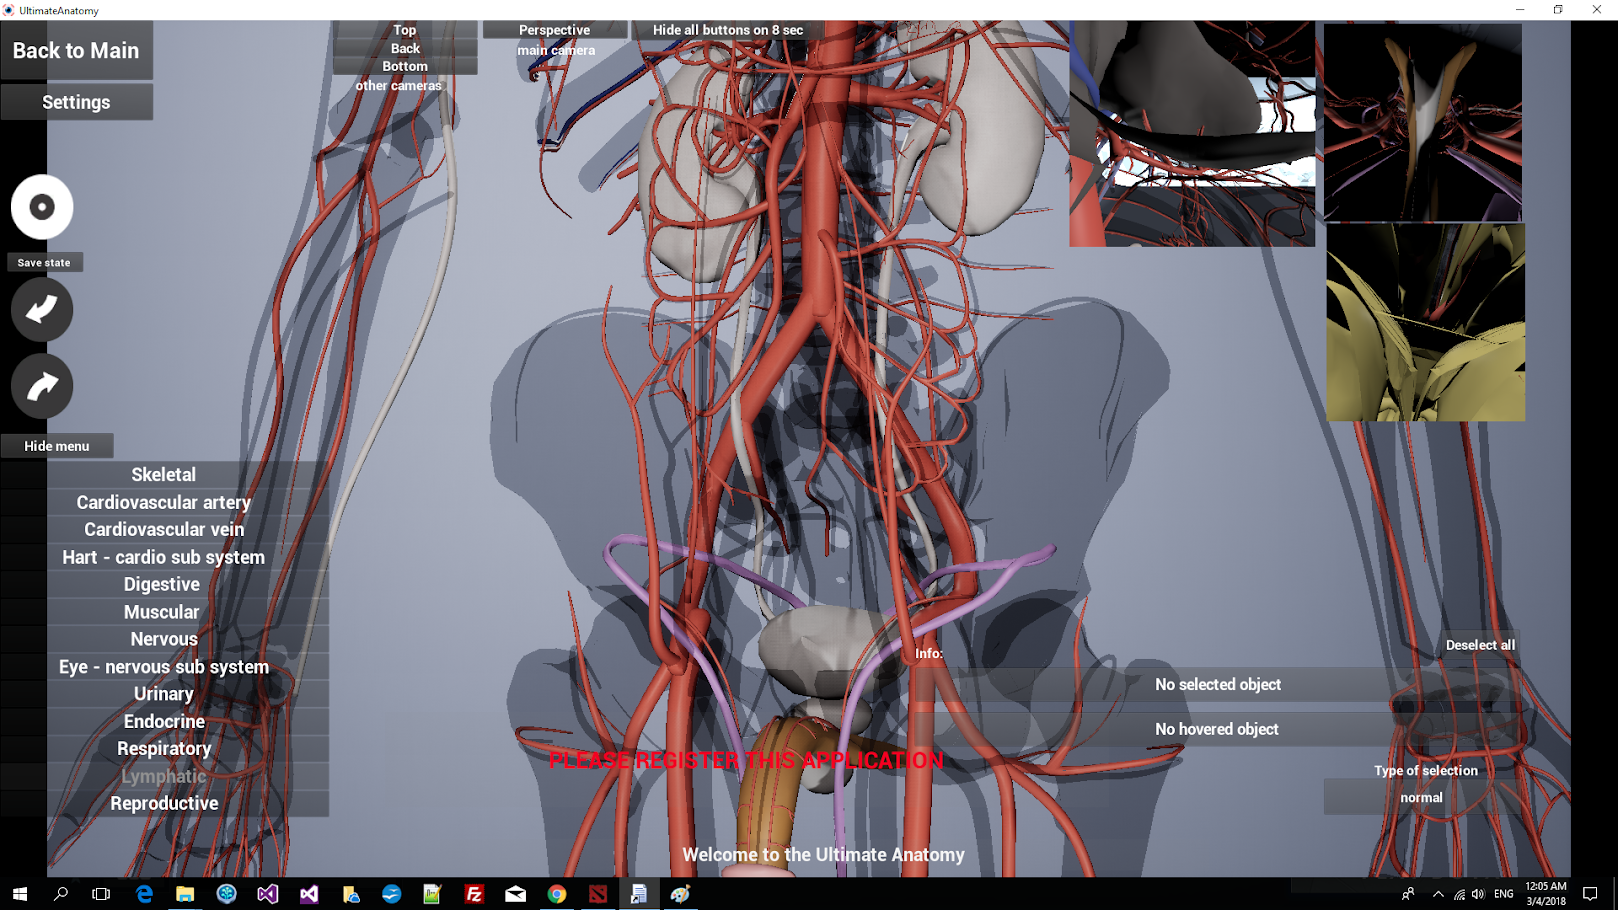 UltimateAnatomy
Back to Main
Settings
Top
Back
Bottom
other cameras
Perspective
main camera
Hide all buttons on 8 sec
Save state
Hide menu
Skeletal
Cardiovascular artery
Cardiovascular vein
Hart - cardio sub system
Digestive
Muscular
Nervous
Eye - nervous sub system
Urinary
Endocrine
Respiratory
Lymphatic
Reproductive
Info:
Deselect all
No selected object
No hovered object
Type of selection
normal
PLEASE REGISTER THIS APPLICATION
Welcome to the Ultimate Anatomy
ENG
12:05 AM
3/4/2018